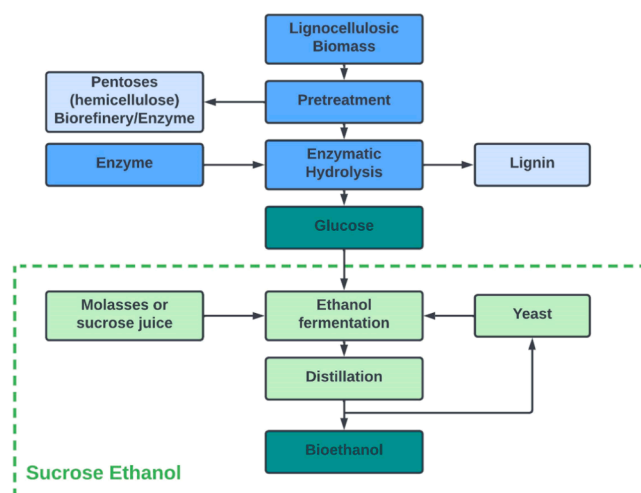 Lignocellulosic
Biomass
Pentoses
(hemicellulose)
Biorefinery/Enzyme
Pretreatment
Enzyme
Enzymatic
Hydrolysis
Lignin
Glucose
Molasses or
sucrose juice
Ethanol
fermentation
Yeast
Distillation
Bioethanol
Sucrose Ethanol